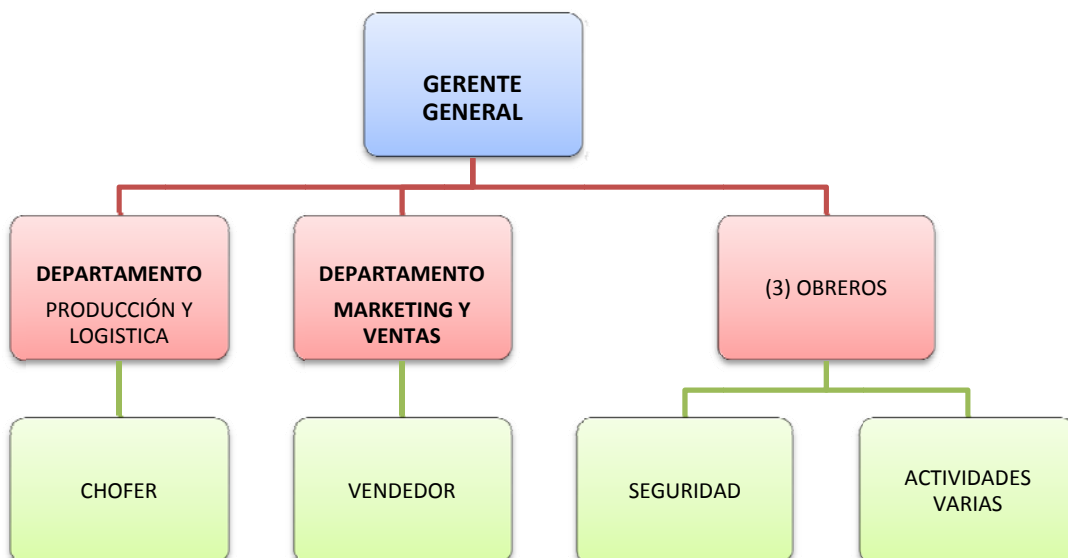 GERENTE
GENERAL
DEPARTAMENTO
PRODUCCIÓN Y
LOGISTICA
DEPARTAMENTO
MARKETING Y
VENTAS
(3) OBREROS
CHOFER
VENDEDOR
SEGURIDAD
ACTIVIDADES
VARIAS